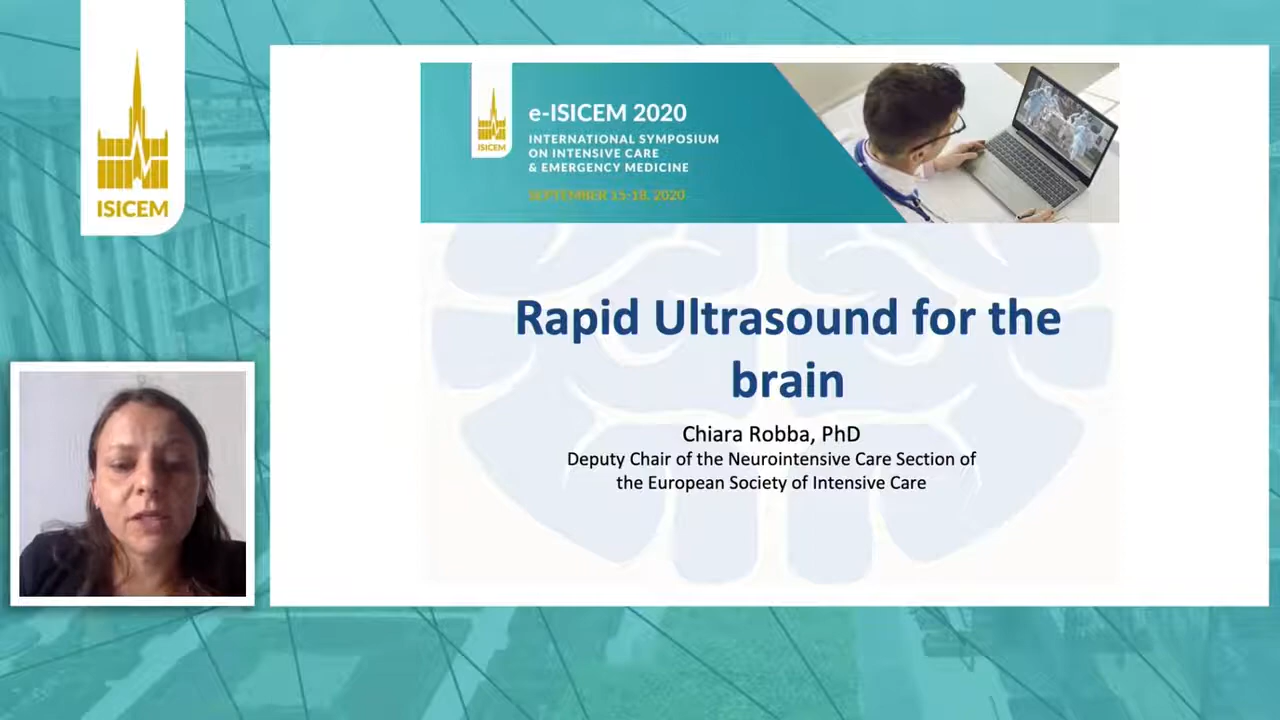 ISICEM
ISICEM
e-ISICEM 2020
INTERNATIONAL SYMPOSIUM
ON INTENSIVE CARE
& EMERGENCY MEDICINE
SEPTEMBER 15-18, 2020
Rapid Ultrasound for the
brain
Chiara Robba, PhD
Deputy Chair of the Neurointensive Care Section of
the European Society of Intensive Care